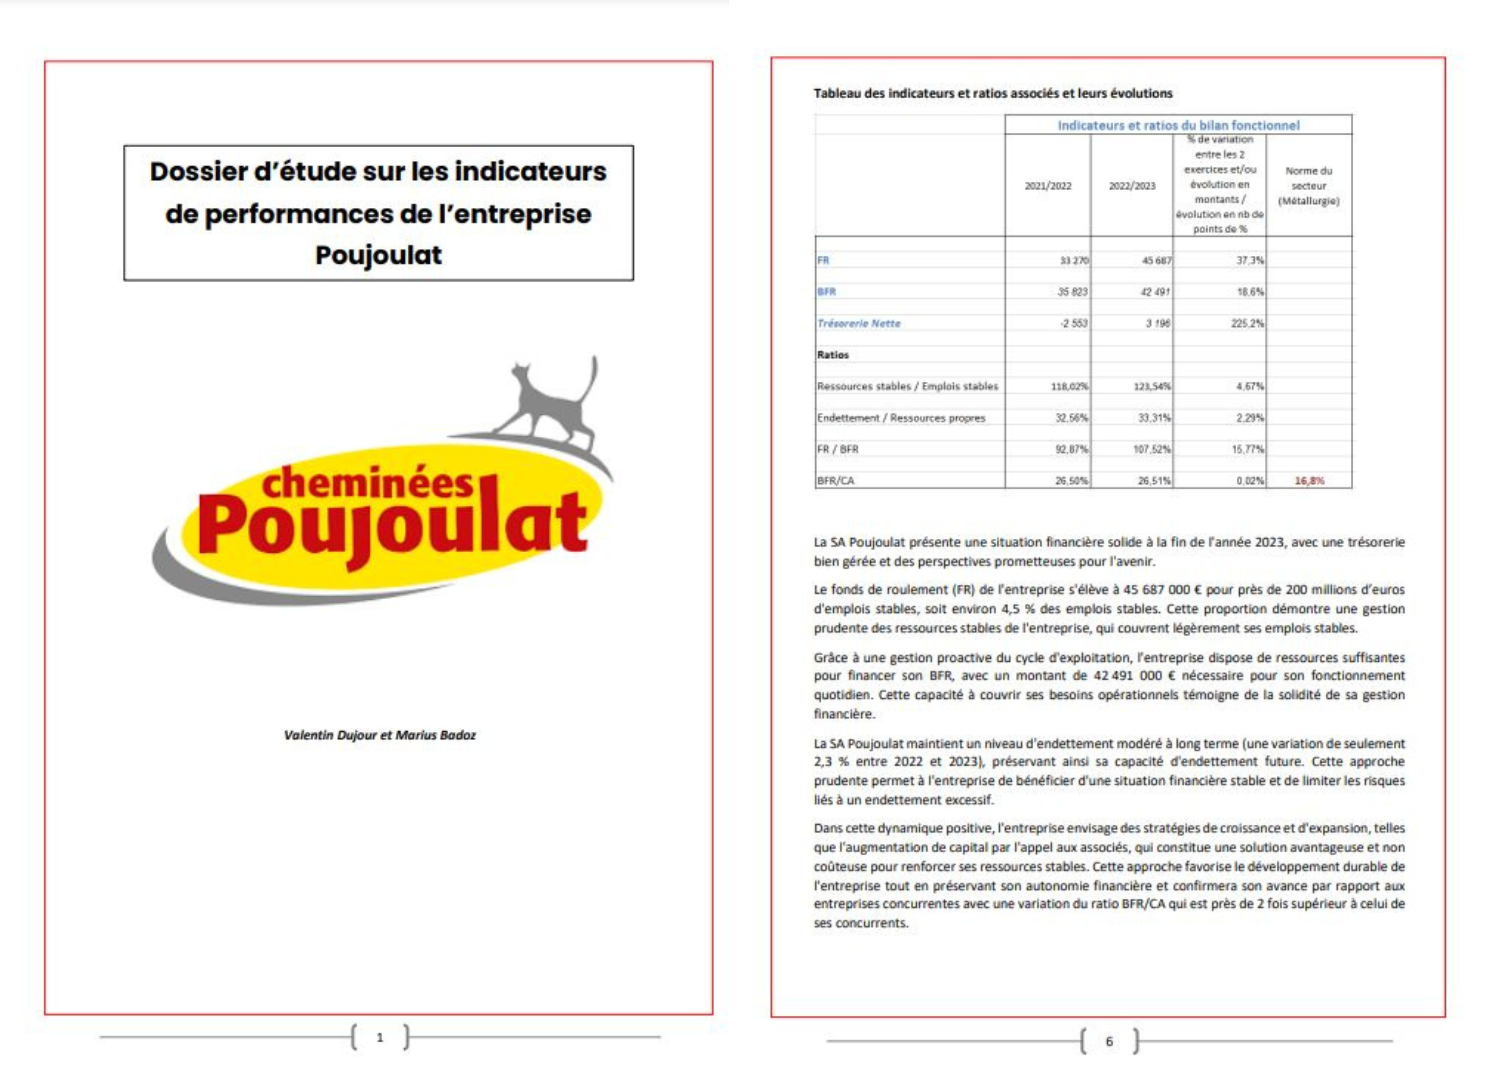 Dossier d’étude sur les indicateurs
de performances de l’entreprise
Poujoulat
cheminées
Poujoulat
Valentin Dujour et Marius Badoz
1
Tableau des indicateurs et ratios associés et leurs évolutions
Indicateurs et ratios du bilan fonctionnel
2021/2022
2022/2023
% de variation
entre les 2
exercices et/ou
évolution en
montants /
évolution en nb de
points de %
Norme du
secteur
(Métallurgie)
FR 33 270 45 687 37,3%
BFR 35 823 42 491 18,6%
Trésorerie Nette -2 553 3 196 225,2%
Ratios
Ressources stables / Emplois stables 118,02% 123,54% 4,67%
Endettement / Ressources propres 32,56% 33,31% 2,29%
FR / BFR 92,87% 107,52% 15,77%
BFR/CA 26,50% 26,51% 0,02% 16,8%
La SA Poujoulat présente une situation financière solide à la fin de l'année 2023, avec une trésorerie
bien gérée et des perspectives prometteuses pour l'avenir.
Le fonds de roulement (FR) de l'entreprise s'élève à 45 687 000 € pour près de 200 millions d’euros
d'emplois stables, soit environ 4,5 % des emplois stables. Cette proportion démontre une gestion
prudente des ressources stables de l'entreprise, qui couvrent légèrement ses emplois stables.
Grâce à une gestion proactive du cycle d'exploitation, l'entreprise dispose de ressources suffisantes
pour financer son BFR, avec un montant de 42 491 000 € nécessaire pour son fonctionnement
quotidien. Cette capacité à couvrir ses besoins opérationnels témoigne de la solidité de sa gestion
financière.
La SA Poujoulat maintient un niveau d'endettement modéré à long terme (une variation de seulement
2,3 % entre 2022 et 2023), préservant ainsi sa capacité d'endettement future. Cette approche
prudente permet à l'entreprise de bénéficier d'une situation financière stable et de limiter les risques
liés à un endettement excessif.
Dans cette dynamique positive, l'entreprise envisage des stratégies de croissance et d'expansion, telles
que l'augmentation de capital par l'appel aux associés, qui constitue une solution avantageuse et non
coûteuse pour renforcer ses ressources stables. Cette approche favorise le développement durable de
l'entreprise tout en préservant son autonomie financière et confirmera son avance par rapport aux
entreprises concurrentes avec une variation du ratio BFR/CA qui est près de 2 fois supérieur à celui de
ses concurrents.
6